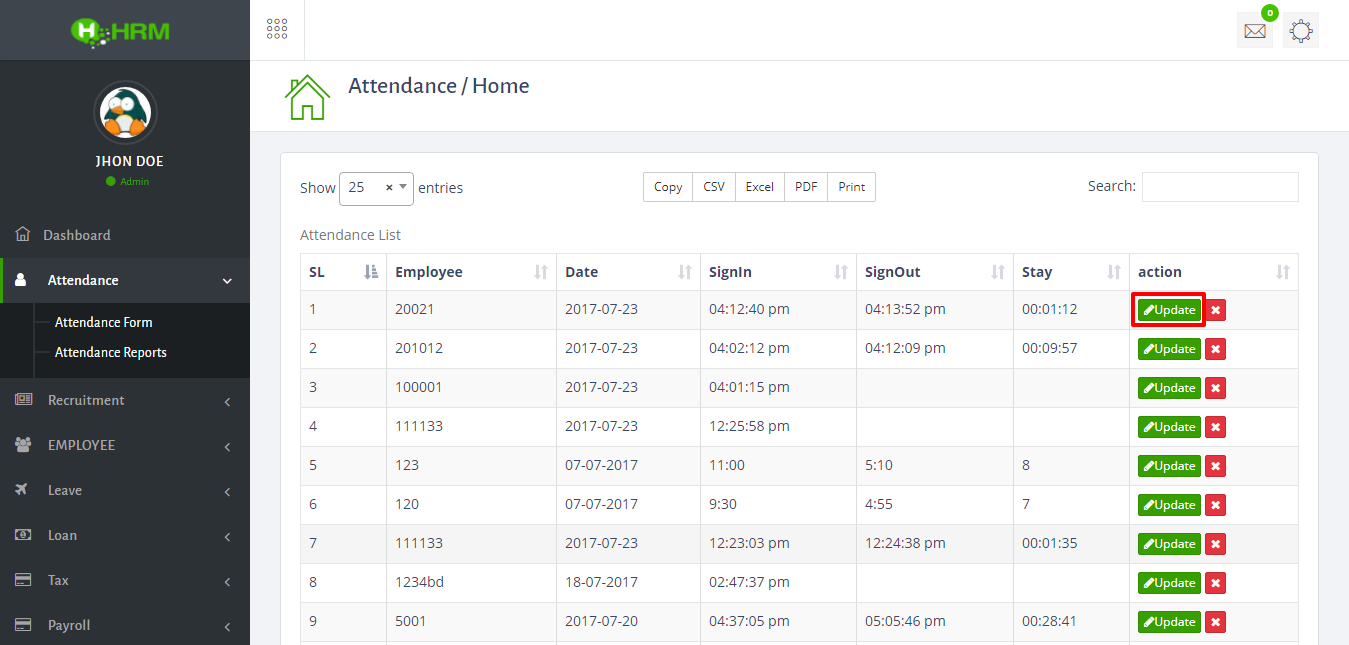 HRM
0
JHON DOE
Admin
Dashboard
Attendance
Attendance Form
Attendance Reports
Recruitment
EMPLOYEE
Leave
Loan
Tax
Payroll
Attendance / Home
Show 25 × entries
Copy CSV Excel PDF Print
Search:
Attendance List
SL Employee Date SignIn SignOut Stay action
1 20021 2017-07-23 04:12:40 pm 04:13:52 pm 00:01:12 Update
2 201012 2017-07-23 04:02:12 pm 04:12:09 pm 00:09:57 Update
3 100001 2017-07-23 04:01:15 pm Update
4 111133 2017-07-23 12:25:58 pm Update
5 123 07-07-2017 11:00 5:10 8 Update
6 120 07-07-2017 9:30 4:55 7 Update
7 111133 2017-07-23 12:23:03 pm 12:24:38 pm 00:01:35 Update
8 1234bd 18-07-2017 02:47:37 pm Update
9 5001 2017-07-20 04:37:05 pm 05:05:46 pm 00:28:41 Update